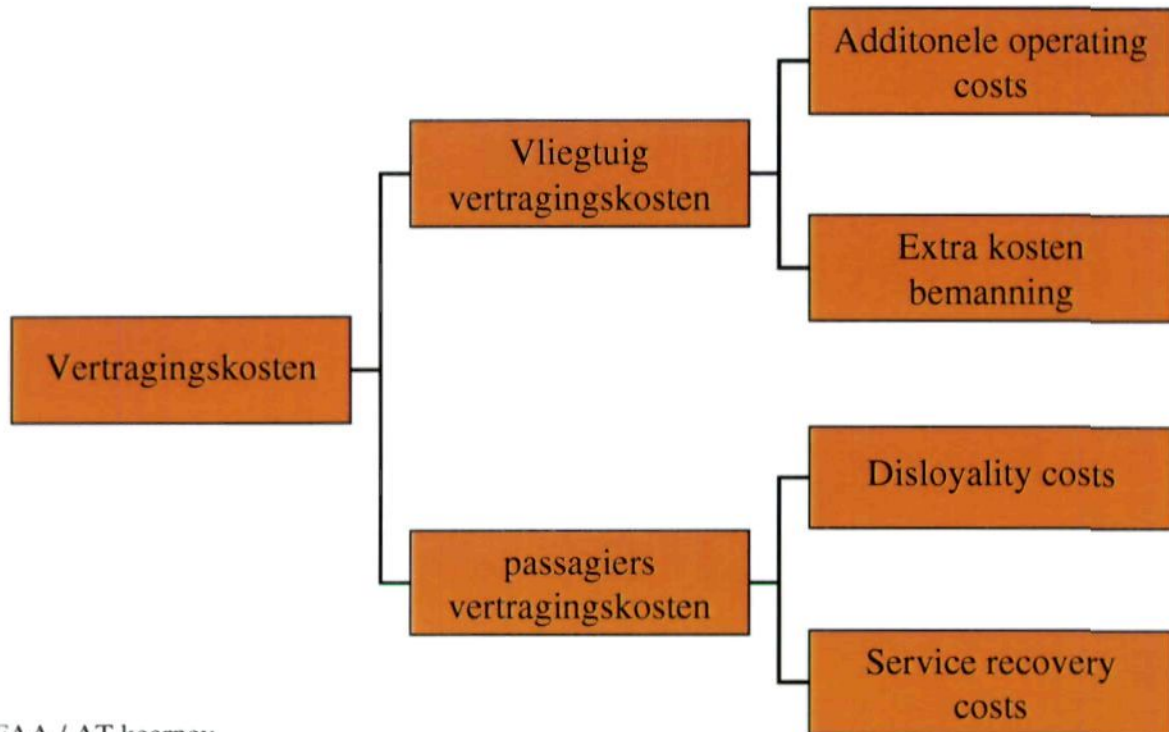 Additonele operating
costs
Vliegtuig
vertragingskosten
Extra kosten
bemanning
Vertragingskosten
Disloyality costs
passagiers
vertragingskosten
Service recovery
costs